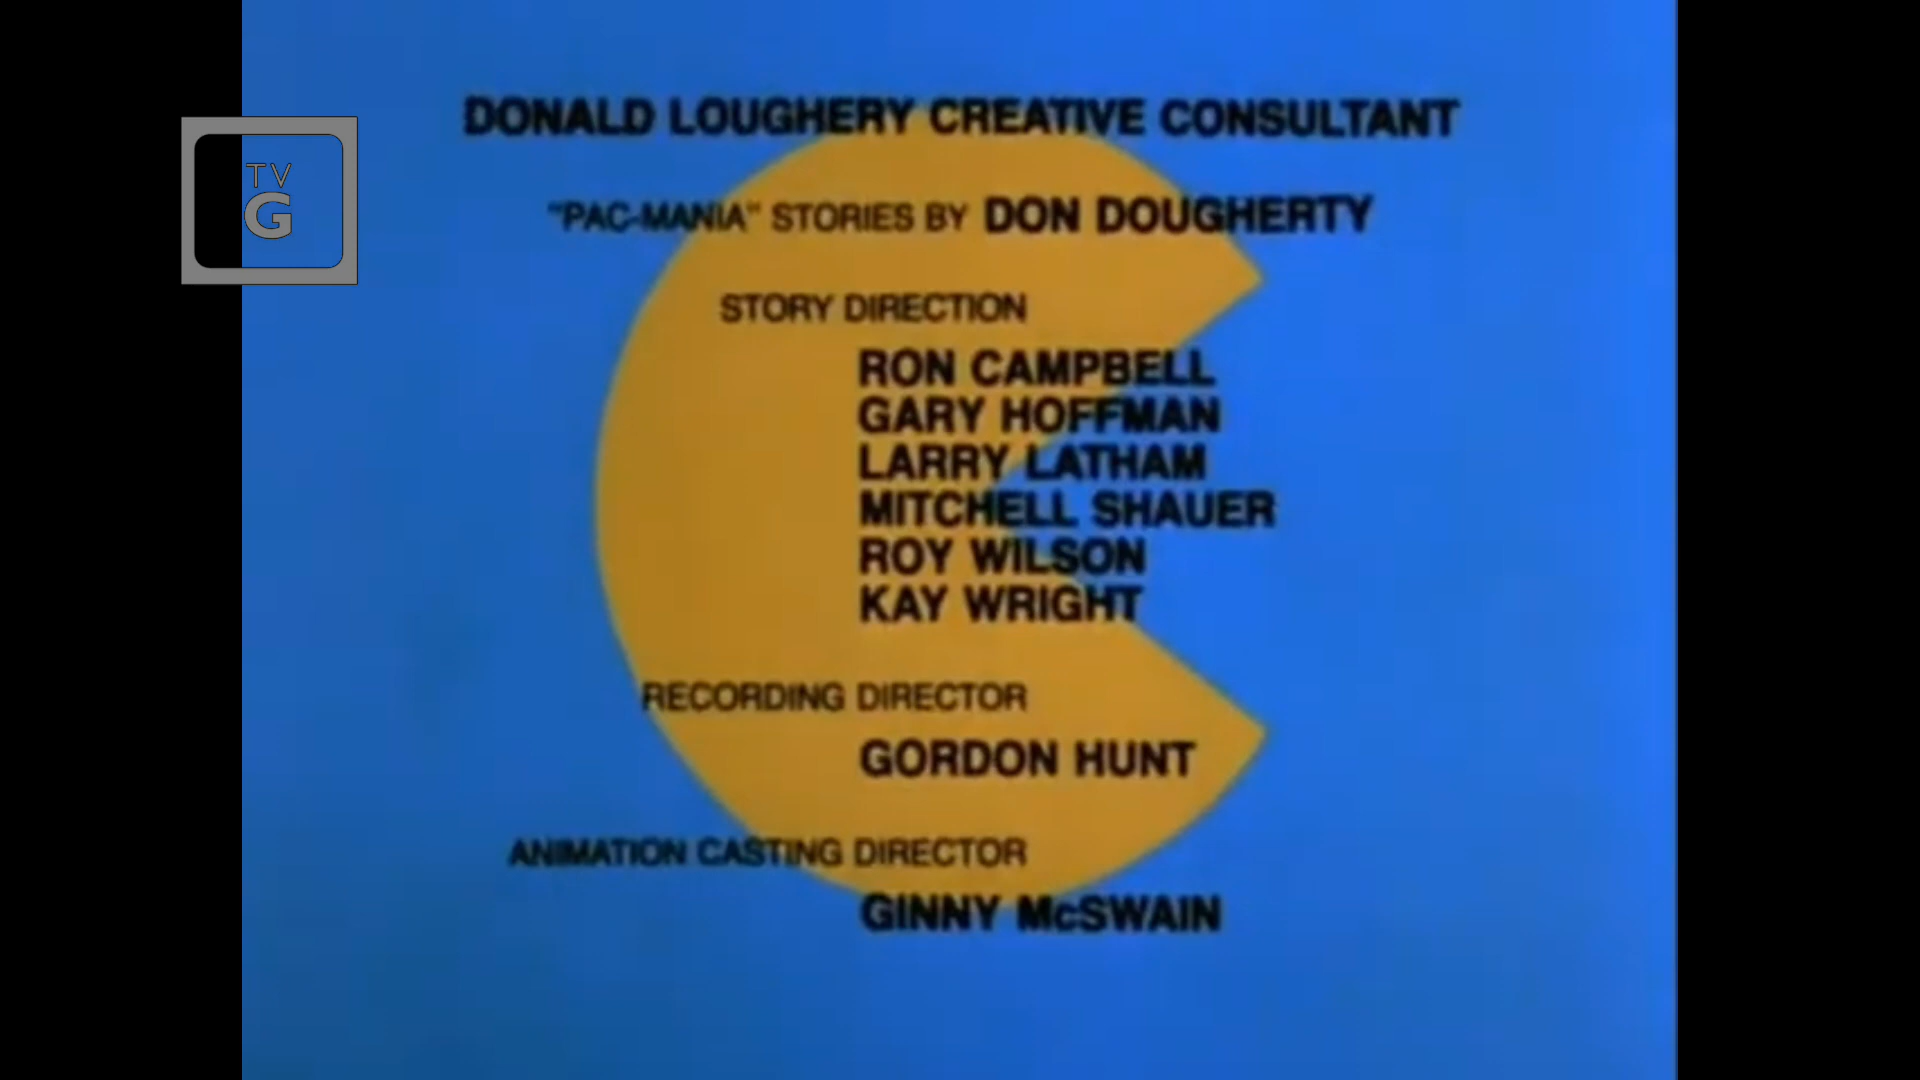 DONALD LOUGHERY CREATIVE CONSULTANT
TV
G
"PAC-MANIA" STORIES BY DON DOUGHERTY
STORY DIRECTION
RON CAMPBELL
GARY HOFFMAN
LARRY LATHAM
MITCHELL SHAUER
ROY WILSON
KAY WRIGHT
RECORDING DIRECTOR
GORDON HUNT
ANIMATION CASTING DIRECTOR
GINNY McSWAIN